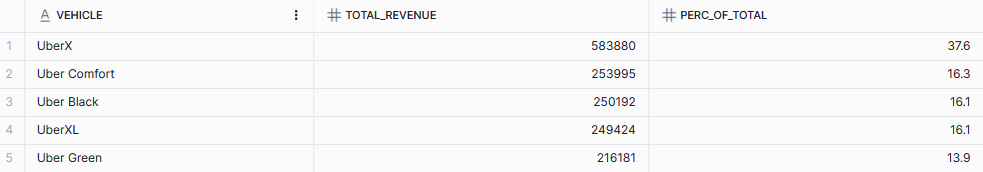 A VEHICLE TOTAL_REVENUE PERC_OF_TOTAL
1 UberX 583880 37.6
2 Uber Comfort 253995 16.3
3 Uber Black 250192 16.1
4 UberXL 249424 16.1
5 Uber Green 216181 13.9